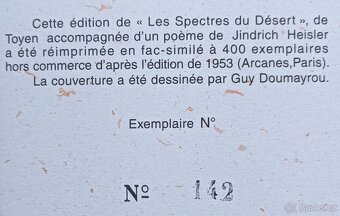 Cette édition de « Les Spectres du Désert », de
Toyen accompagnée d'un poème de Jindrich Heisler
a été réimprimée en fac-similé à 400 exemplaires
hors commerce d'après l'édition de 1953 (Arcanes,Paris).
La couverture a été dessinée par Guy Doumayrou.
Exemplaire N°
No 142